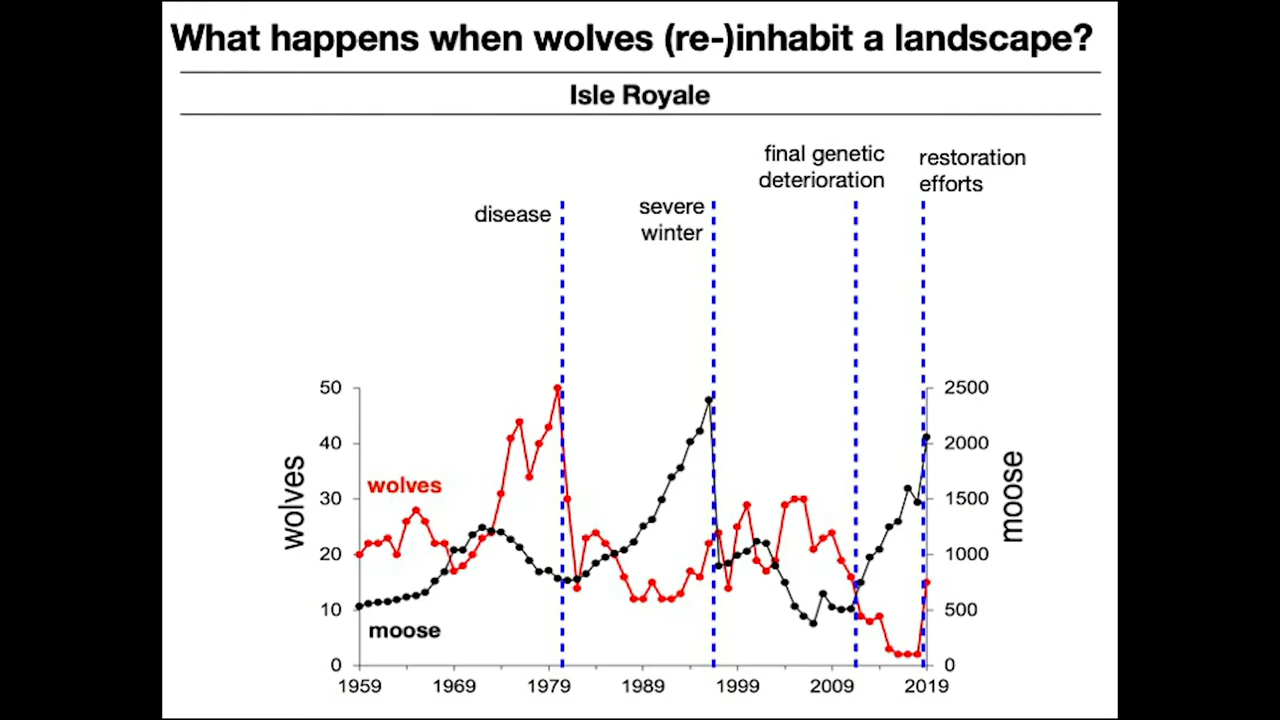 What happens when wolves (re-)inhabit a landscape?
Isle Royale
final genetic
deterioration
restoration
efforts
disease
severe
winter
50
40
30
20
10
0
wolves
wolves
moose
2500
2000
1500
1000
500
0
moose
1959 1969 1979 1989 1999 2009 2019